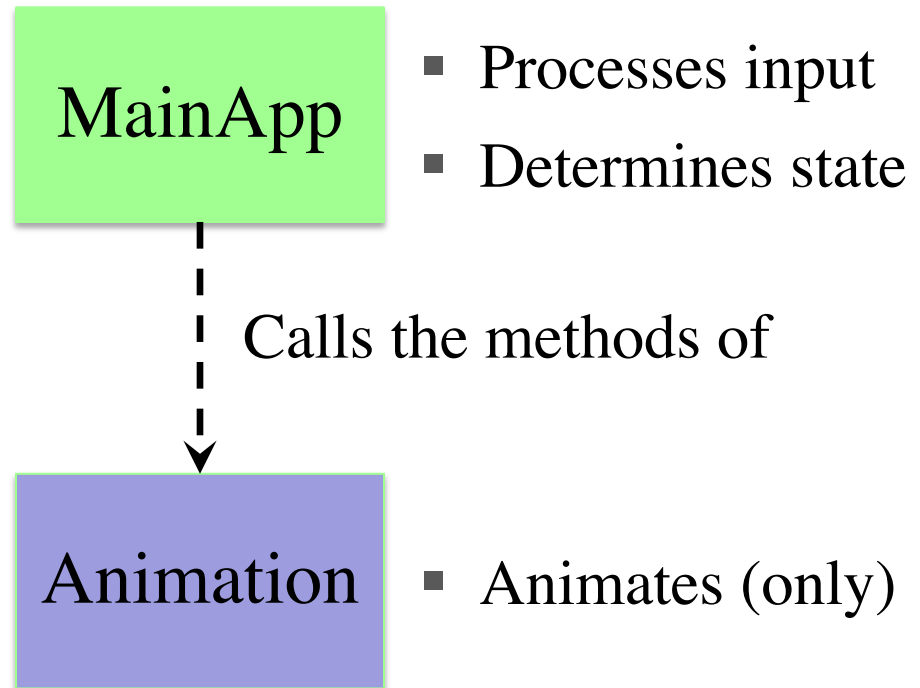 MainApp
▪ Processes input
▪ Determines state
Calls the methods of
Animation
▪ Animates (only)